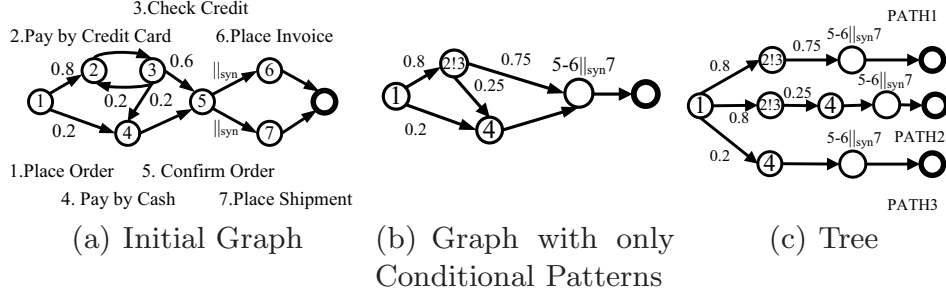 3.Check Credit
2.Pay by Credit Card
6.Place Invoice
0.8
2
3
0.6
||syn
6
1
0.2
0.2
5
0.2
4
||syn
7
1.Place Order
5. Confirm Order
4. Pay by Cash
7.Place Shipment
(a) Initial Graph
0.8
2!3
0.75
5-6||syn7
0.25
1
0.2
4
(b) Graph with only
Conditional Patterns
PATH1
0.8
2!3
0.75
5-6||syn7
1
0.8
2!3
0.25
4
5-6||syn7
PATH2
0.2
4
5-6||syn7
PATH3
(c) Tree